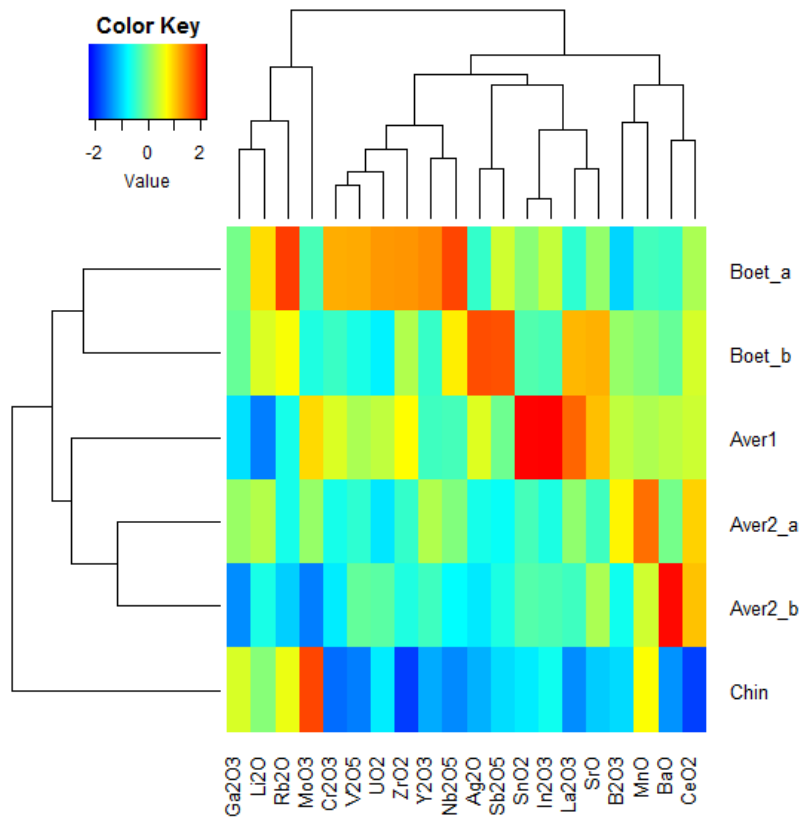 Color Key
-2 0 2
Value
Boet_a
Boet_b
Aver1
Aver2_a
Aver2_b
Chin
Ga2O3
Li2O
Rb2O
MoO3
Cr2O3
V2O5
UO2
ZrO2
Y2O3
Nb2O5
Ag2O
Sb2O5
SnO2
In2O3
La2O3
SrO
B2O3
MnO
BaO
CeO2